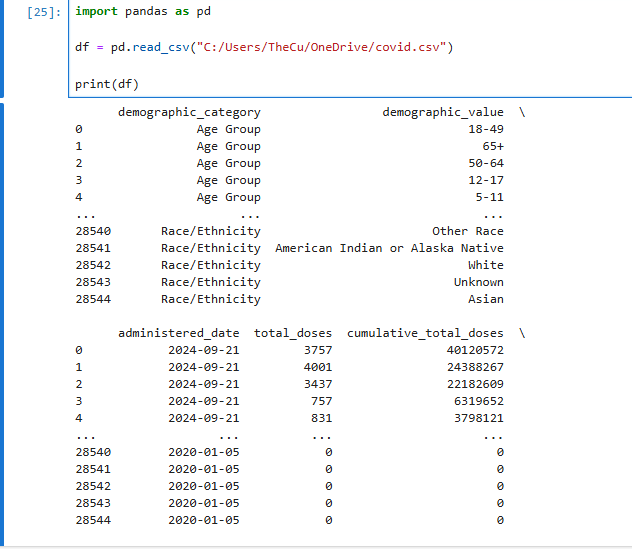 [25]: import pandas as pd
df = pd.read_csv("C:/Users/TheCu/OneDrive/covid.csv")
print(df)
demographic_category demographic_value \
0 Age Group 18-49
1 Age Group 65+
2 Age Group 50-64
3 Age Group 12-17
4 Age Group 5-11
... ... ...
28540 Race/Ethnicity Other Race
28541 Race/Ethnicity American Indian or Alaska Native
28542 Race/Ethnicity White
28543 Race/Ethnicity Unknown
28544 Race/Ethnicity Asian
administered_date total_doses cumulative_total_doses \
0 2024-09-21 3757 40120572
1 2024-09-21 4001 24388267
2 2024-09-21 3437 22182609
3 2024-09-21 757 6319652
4 2024-09-21 831 3798121
... ... ... ...
28540 2020-01-05 0 0
28541 2020-01-05 0 0
28542 2020-01-05 0 0
28543 2020-01-05 0 0
28544 2020-01-05 0 0